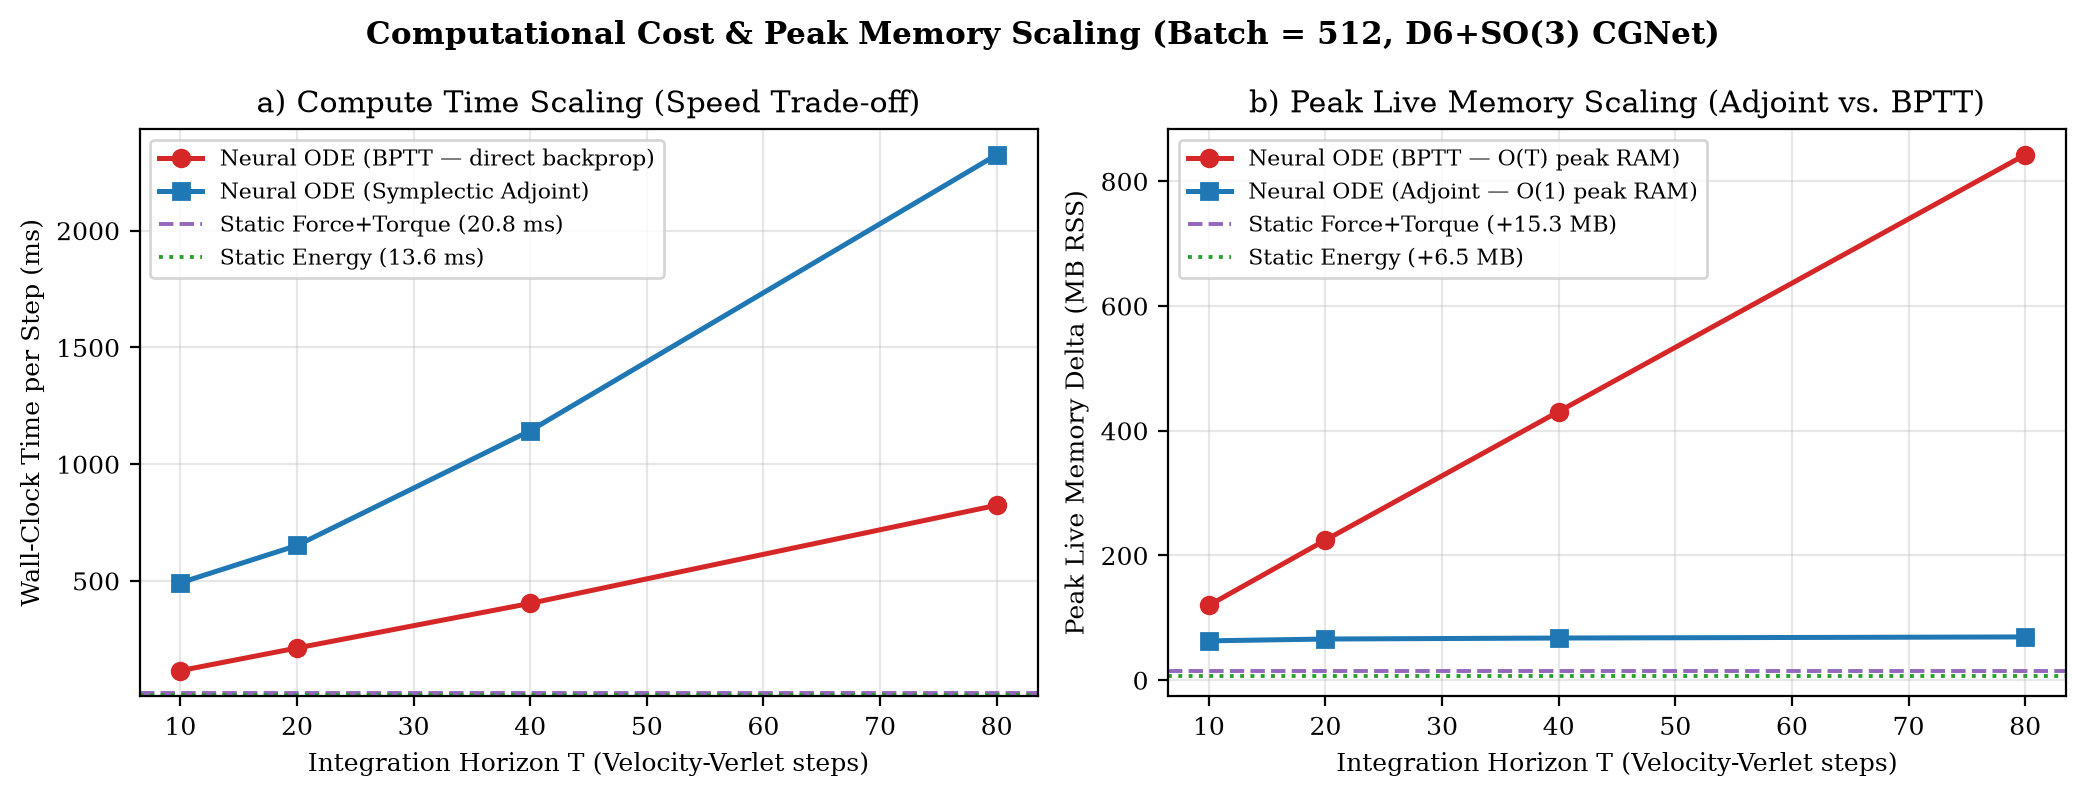 Computational Cost & Peak Memory Scaling (Batch = 512, D6+SO(3) CGNet)
a) Compute Time Scaling (Speed Trade-off)
Neural ODE (BPTT — direct backprop)
Neural ODE (Symplectic Adjoint)
Static Force+Torque (20.8 ms)
Static Energy (13.6 ms)
Wall-Clock Time per Step (ms)
2000
1500
1000
500
10 20 30 40 50 60 70 80
Integration Horizon T (Velocity-Verlet steps)
b) Peak Live Memory Scaling (Adjoint vs. BPTT)
Neural ODE (BPTT — O(T) peak RAM)
Neural ODE (Adjoint — O(1) peak RAM)
Static Force+Torque (+15.3 MB)
Static Energy (+6.5 MB)
Peak Live Memory Delta (MB RSS)
800
600
400
200
0
10 20 30 40 50 60 70 80
Integration Horizon T (Velocity-Verlet steps)